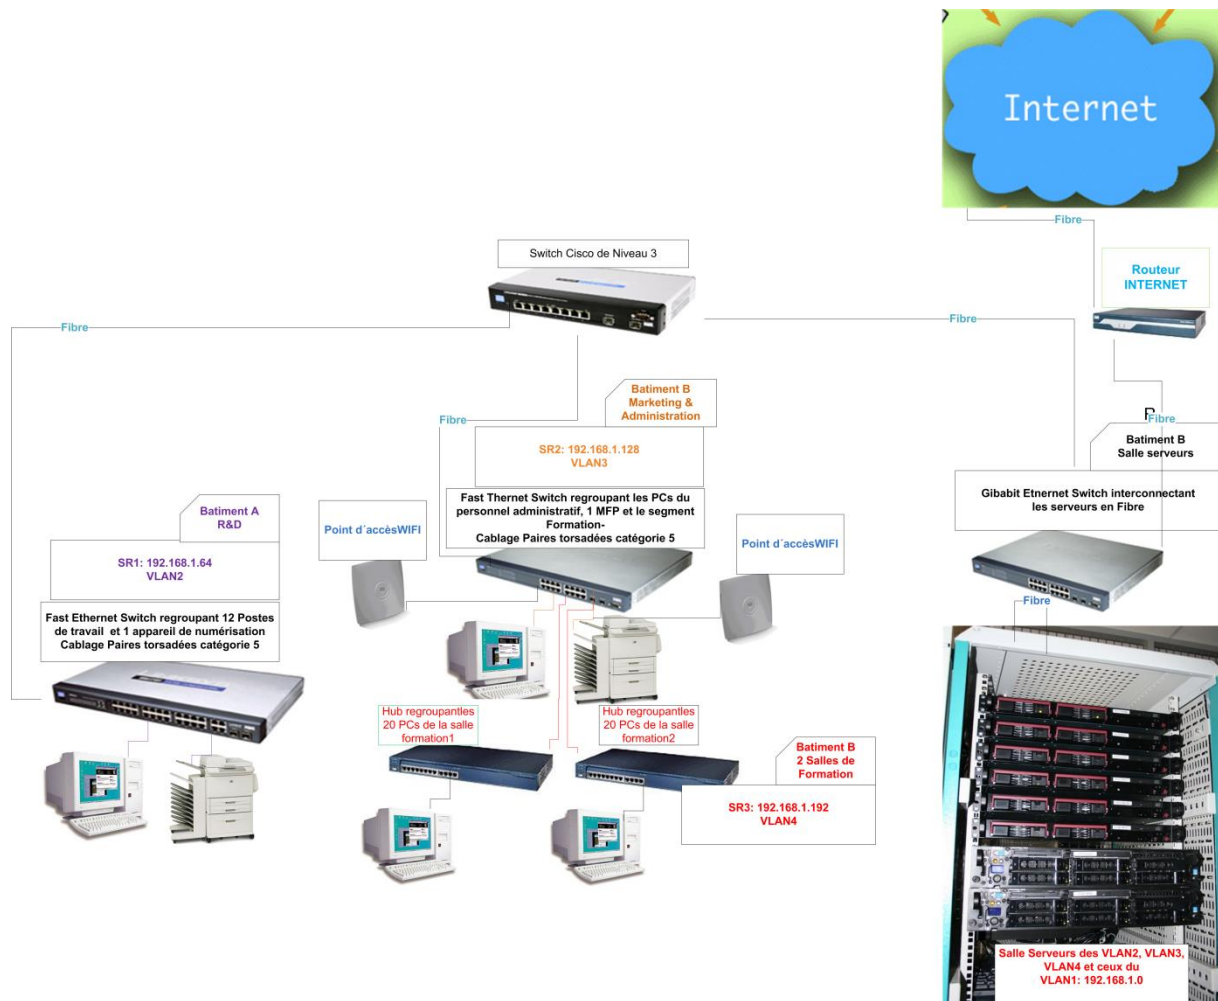 Internet
Fibre
Switch Cisco de Niveau 3
Routeur
INTERNET
Fibre
Fibre
Batiment B
Marketing &
Administration
Fibre
P
Fibre
SR2: 192.168.1.128
VLAN3
Batiment B
Salle serveurs
Fast Thernet Switch regroupant les PCs du
personnel administratif, 1 MFP et le segment
Formation-
Cablage Paires torsadées catégorie 5
Gibabit Etnernet Switch interconnectant
les serveurs en Fibre
Batiment A
R&D
Point d´accèsWIFI
Point d´accèsWIFI
SR1: 192.168.1.64
VLAN2
Fibre
Fast Ethernet Switch regroupant 12 Postes
de travail et 1 appareil de numérisation
Cablage Paires torsadées catégorie 5
Hub regroupantles
20 PCs de la salle
formation1
Hub regroupantles
20 PCs de la salle
formation2
Batiment B
2 Salles de
Formation
SR3: 192.168.1.192
VLAN4
Salle Serveurs des VLAN2, VLAN3,
VLAN4 et ceux du
VLAN1: 192.168.1.0